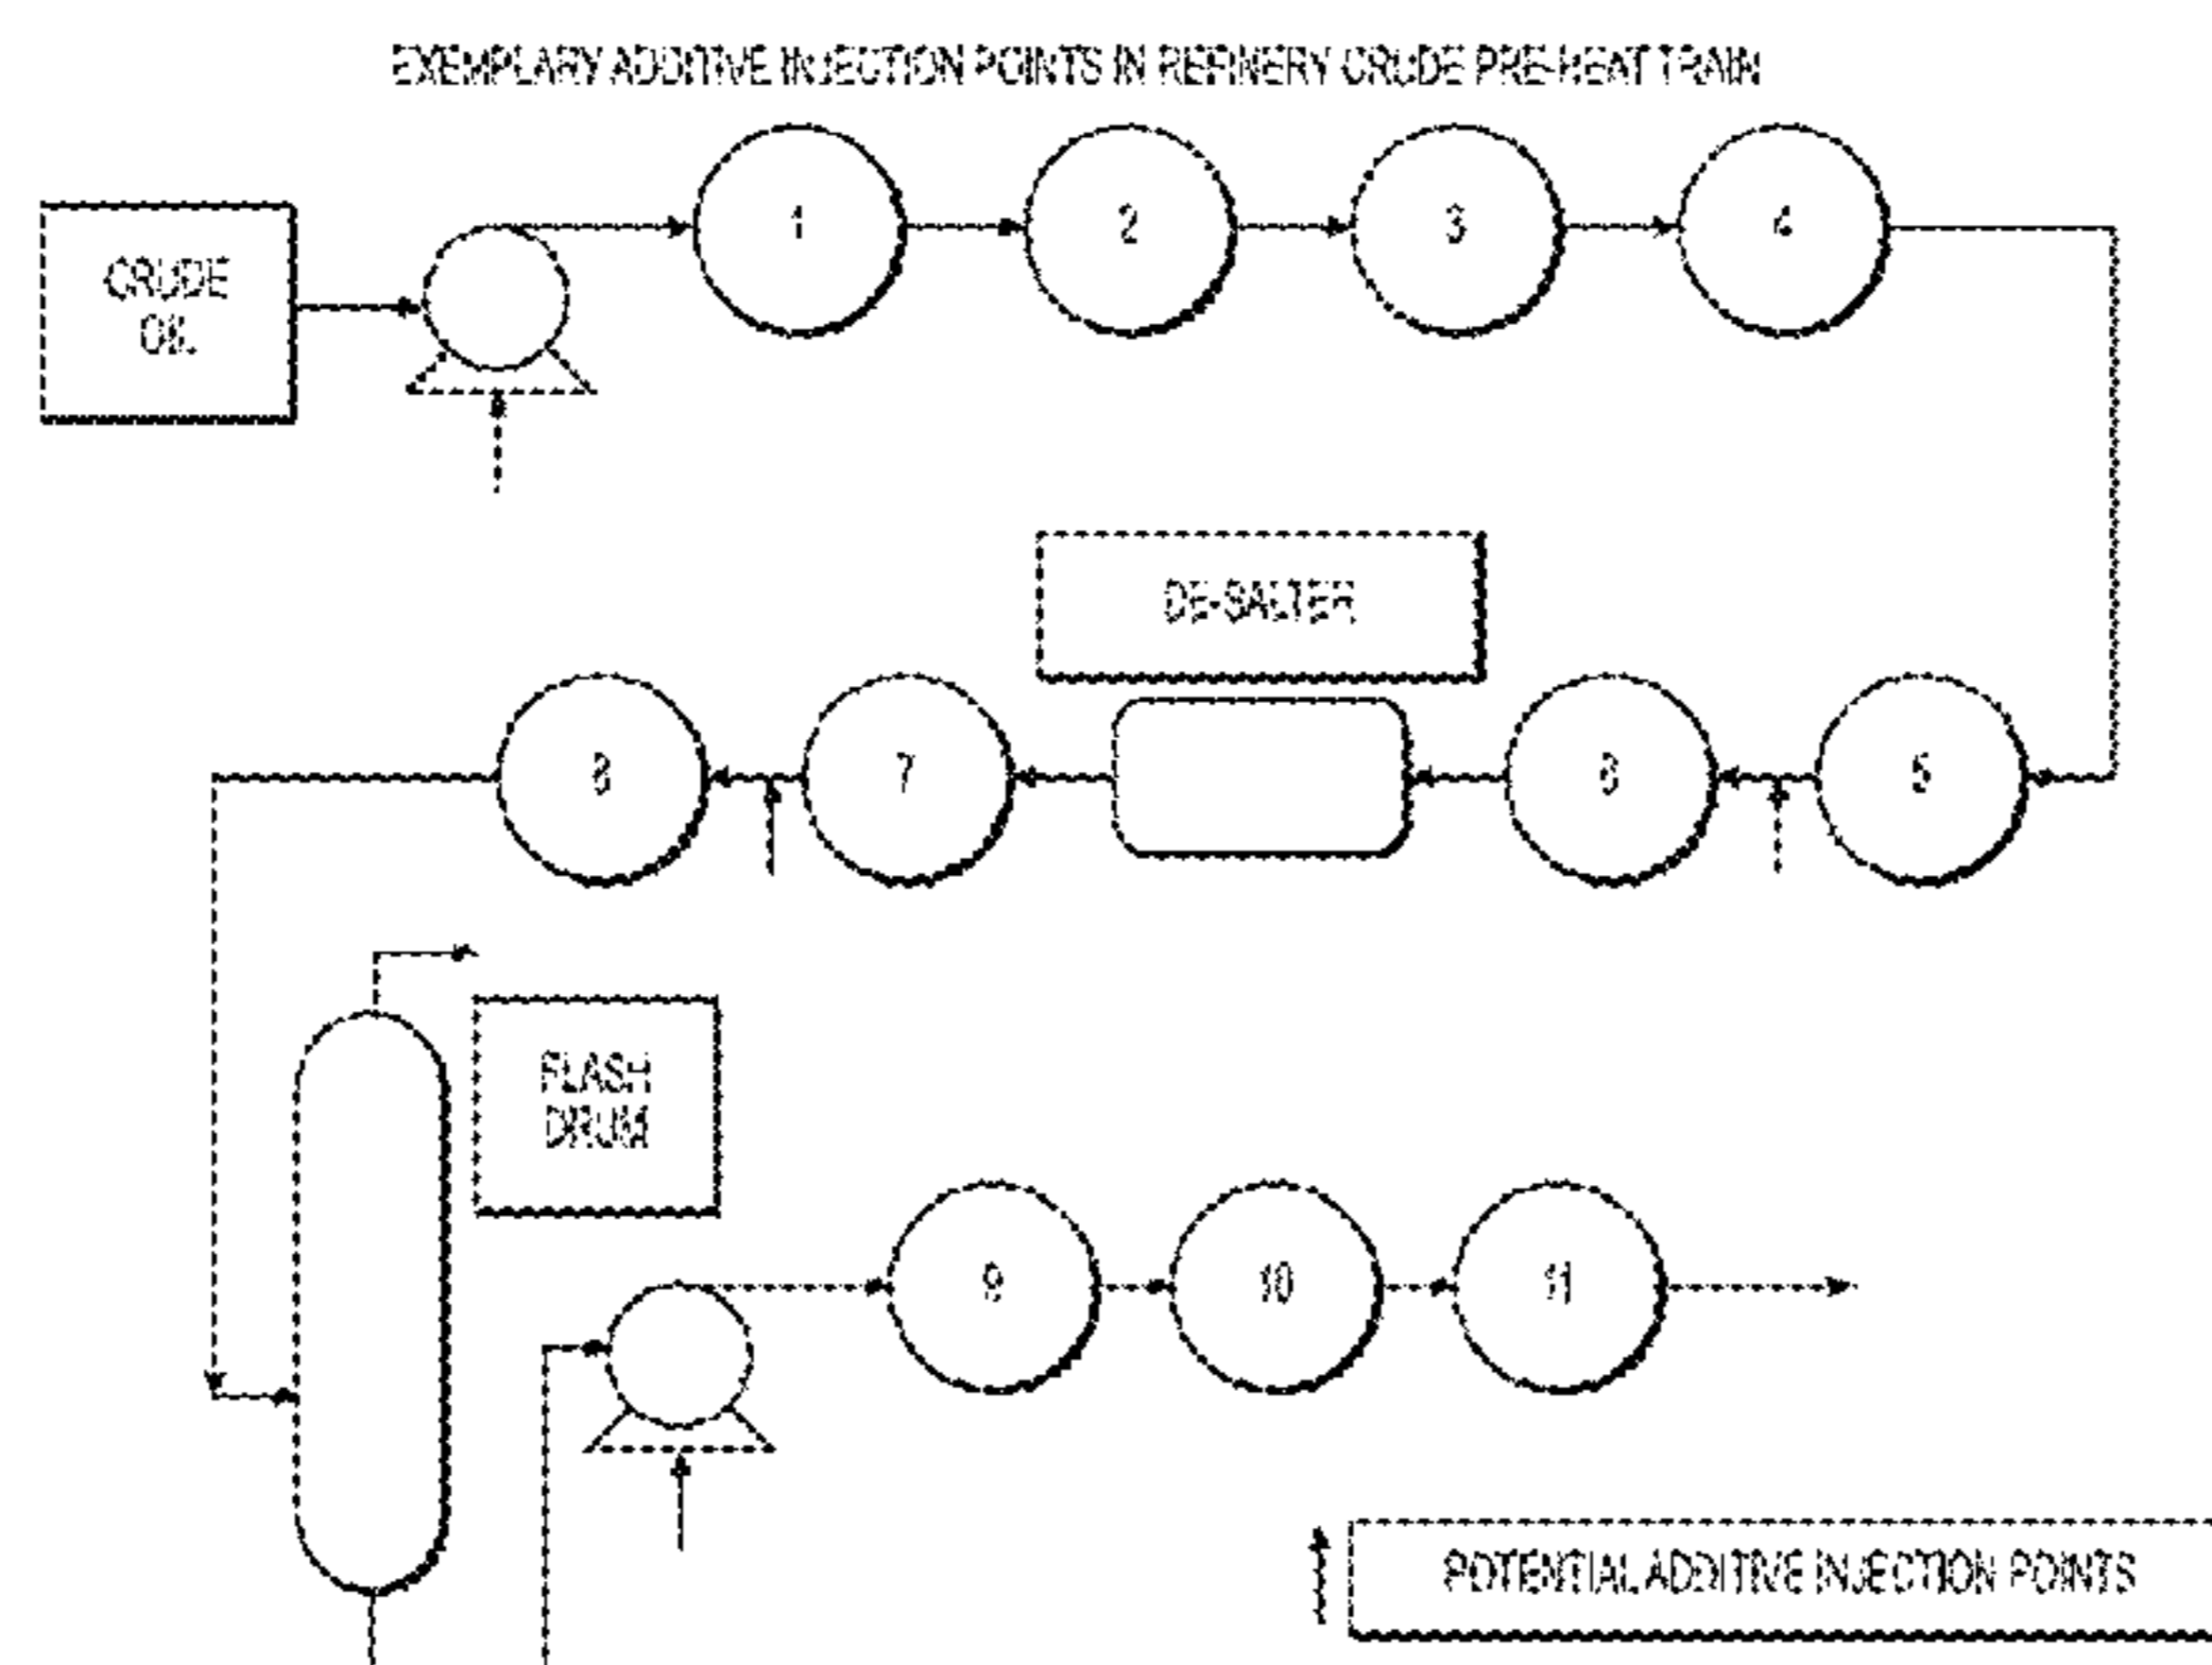 EXEMPLARY ADDITIVE INJECTION POINTS IN REFINERY CRUDE PRE-HEAT TRAIN
1
2
3
4
CRUDE
OIL
DE-SALTER
8
7
6
5
FLASH
DRUM
9
10
11
POTENTIAL ADDITIVE INJECTION POINTS